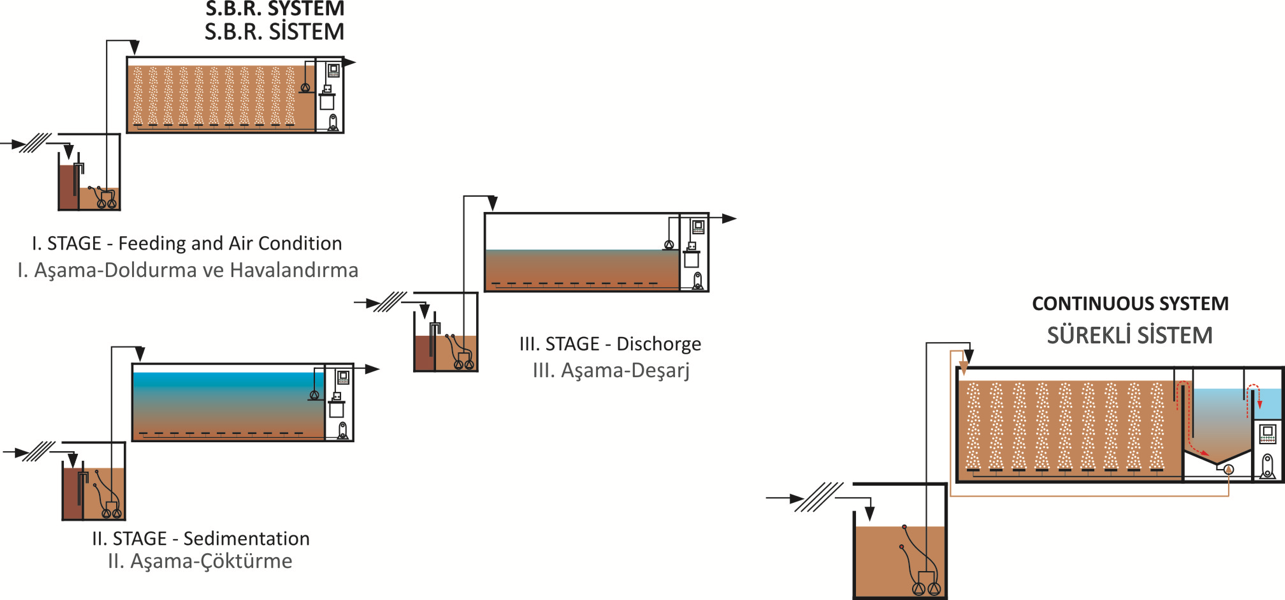 S.B.R. SYSTEM
S.B.R. SİSTEM
I. STAGE - Feeding and Air Condition
I. Aşama-Doldurma ve Havalandırma
II. STAGE - Sedimentation
II. Aşama-Çöktürme
III. STAGE - Dischorge
III. Aşama-Deşarj
CONTINUOUS SYSTEM
SÜREKLİ SİSTEM